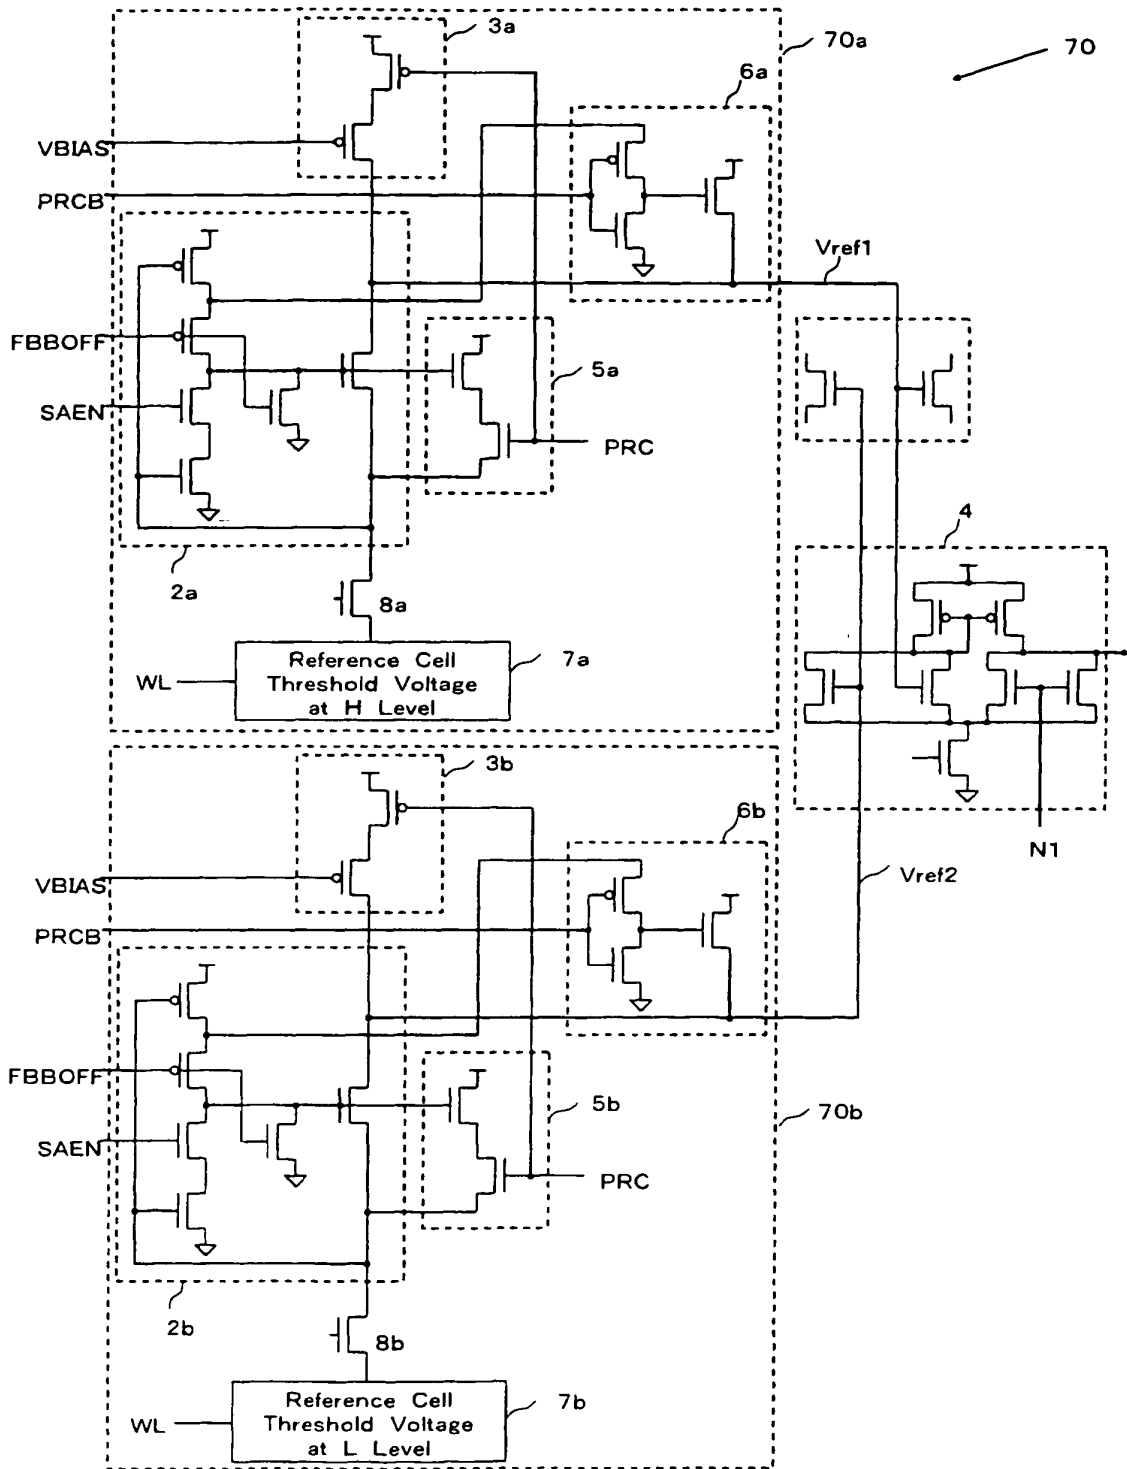 3a
70a
70
6a
VBIAS
PRCB
Vref1
FBBOFF
5a
SAEN
PRC
4
2a
8a
WL
Reference Cell
Threshold Voltage
at H Level
7a
3b
6b
N1
VBIAS
Vref2
PRCB
FBBOFF
5b
70b
SAEN
PRC
2b
8b
WL
Reference Cell
Threshold Voltage
at L Level
7b